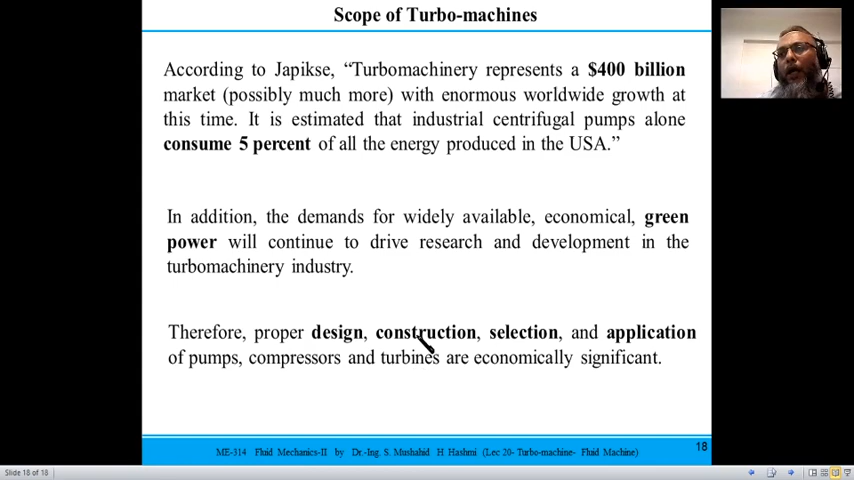 Scope of Turbo-machines
According to Japikse, “Turbomachinery represents a $400 billion
market (possibly much more) with enormous worldwide growth at
this time. It is estimated that industrial centrifugal pumps alone
consume 5 percent of all the energy produced in the USA.”
In addition, the demands for widely available, economical, green
power will continue to drive research and development in the
turbomachinery industry.
Therefore, proper design, construction, selection, and application
of pumps, compressors and turbines are economically significant.
ME-314 Fluid Mechanics-II by Dr.-Ing. S. Mushahid H Hashmi (Lec 20- Turbo-machine- Fluid Machine)
18
Slide 18 of 18